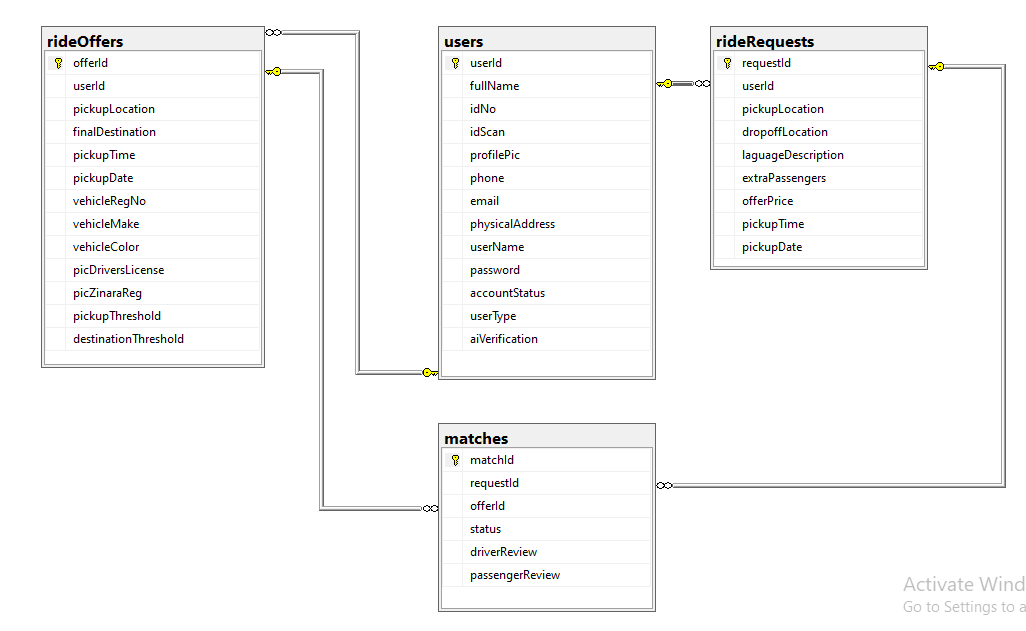 rideOffers
offerId
userId
pickupLocation
finalDestination
pickupTime
pickupDate
vehicleRegNo
vehicleMake
vehicleColor
picDriversLicense
picZinaraReg
pickupThreshold
destinationThreshold
users
userId
fullName
idNo
idScan
profilePic
phone
email
physicalAddress
userName
password
accountStatus
userType
aiVerification
rideRequests
requestId
userId
pickupLocation
dropoffLocation
laguageDescription
extraPassengers
offerPrice
pickupTime
pickupDate
matches
matchId
requestId
offerId
status
driverReview
passengerReview
Activate Wind
Go to Settings to a